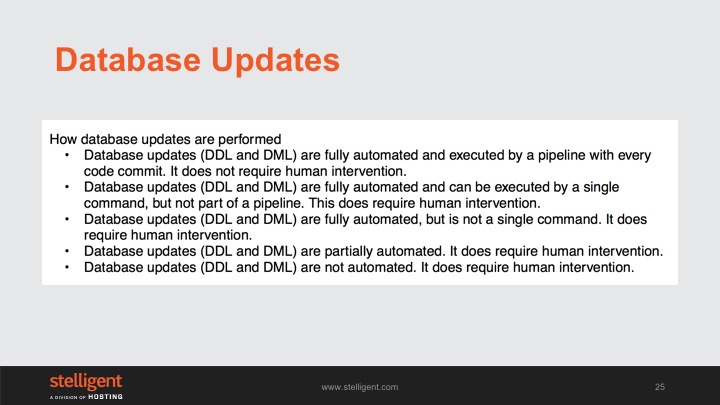 Database Updates
How database updates are performed
• Database updates (DDL and DML) are fully automated and executed by a pipeline with every
code commit. It does not require human intervention.
• Database updates (DDL and DML) are fully automated and can be executed by a single
command, but not part of a pipeline. This does require human intervention.
• Database updates (DDL and DML) are fully automated, but is not a single command. It does
require human intervention.
• Database updates (DDL and DML) are partially automated. It does require human intervention.
• Database updates (DDL and DML) are not automated. It does require human intervention.
stelligent
A DIVISION OF HOSTING
www.stelligent.com
25